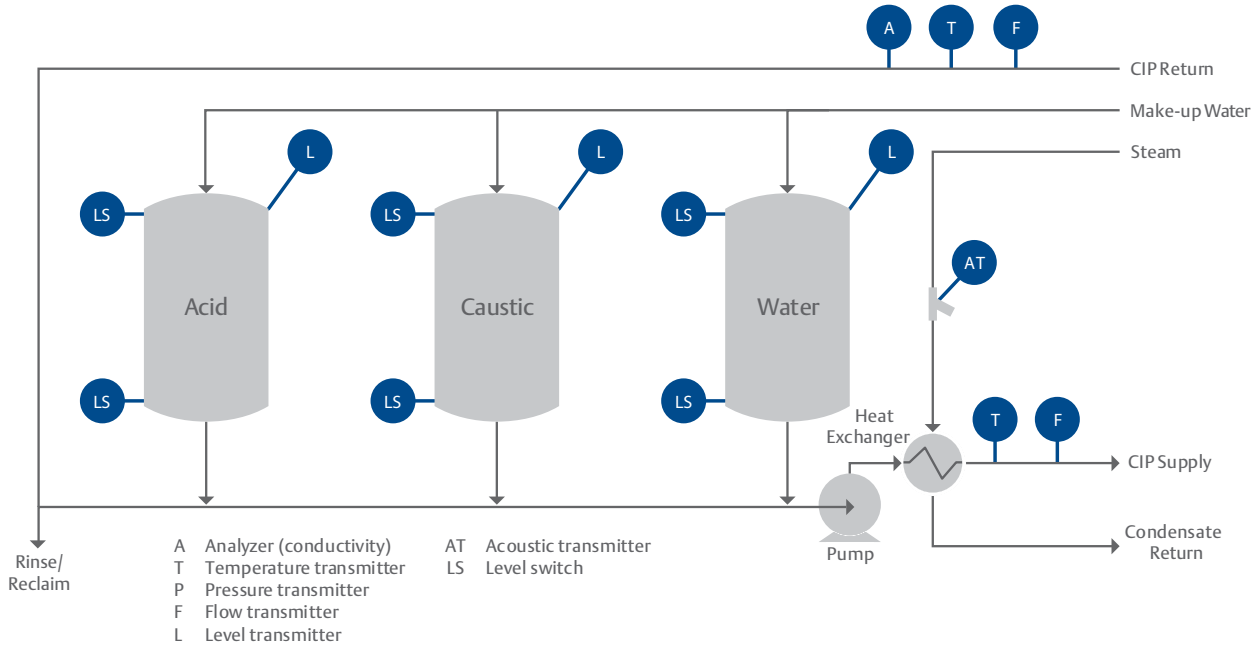 A T F
CIP Return
Make-up Water
L L L
Steam
LS LS LS
AT
Acid Caustic Water
LS LS LS
Heat
Exchanger
T F
CIP Supply
Pump
Condensate
Return
Rinse/
Reclaim
A Analyzer (conductivity)
T Temperature transmitter
P Pressure transmitter
F Flow transmitter
L Level transmitter
AT Acoustic transmitter
LS Level switch